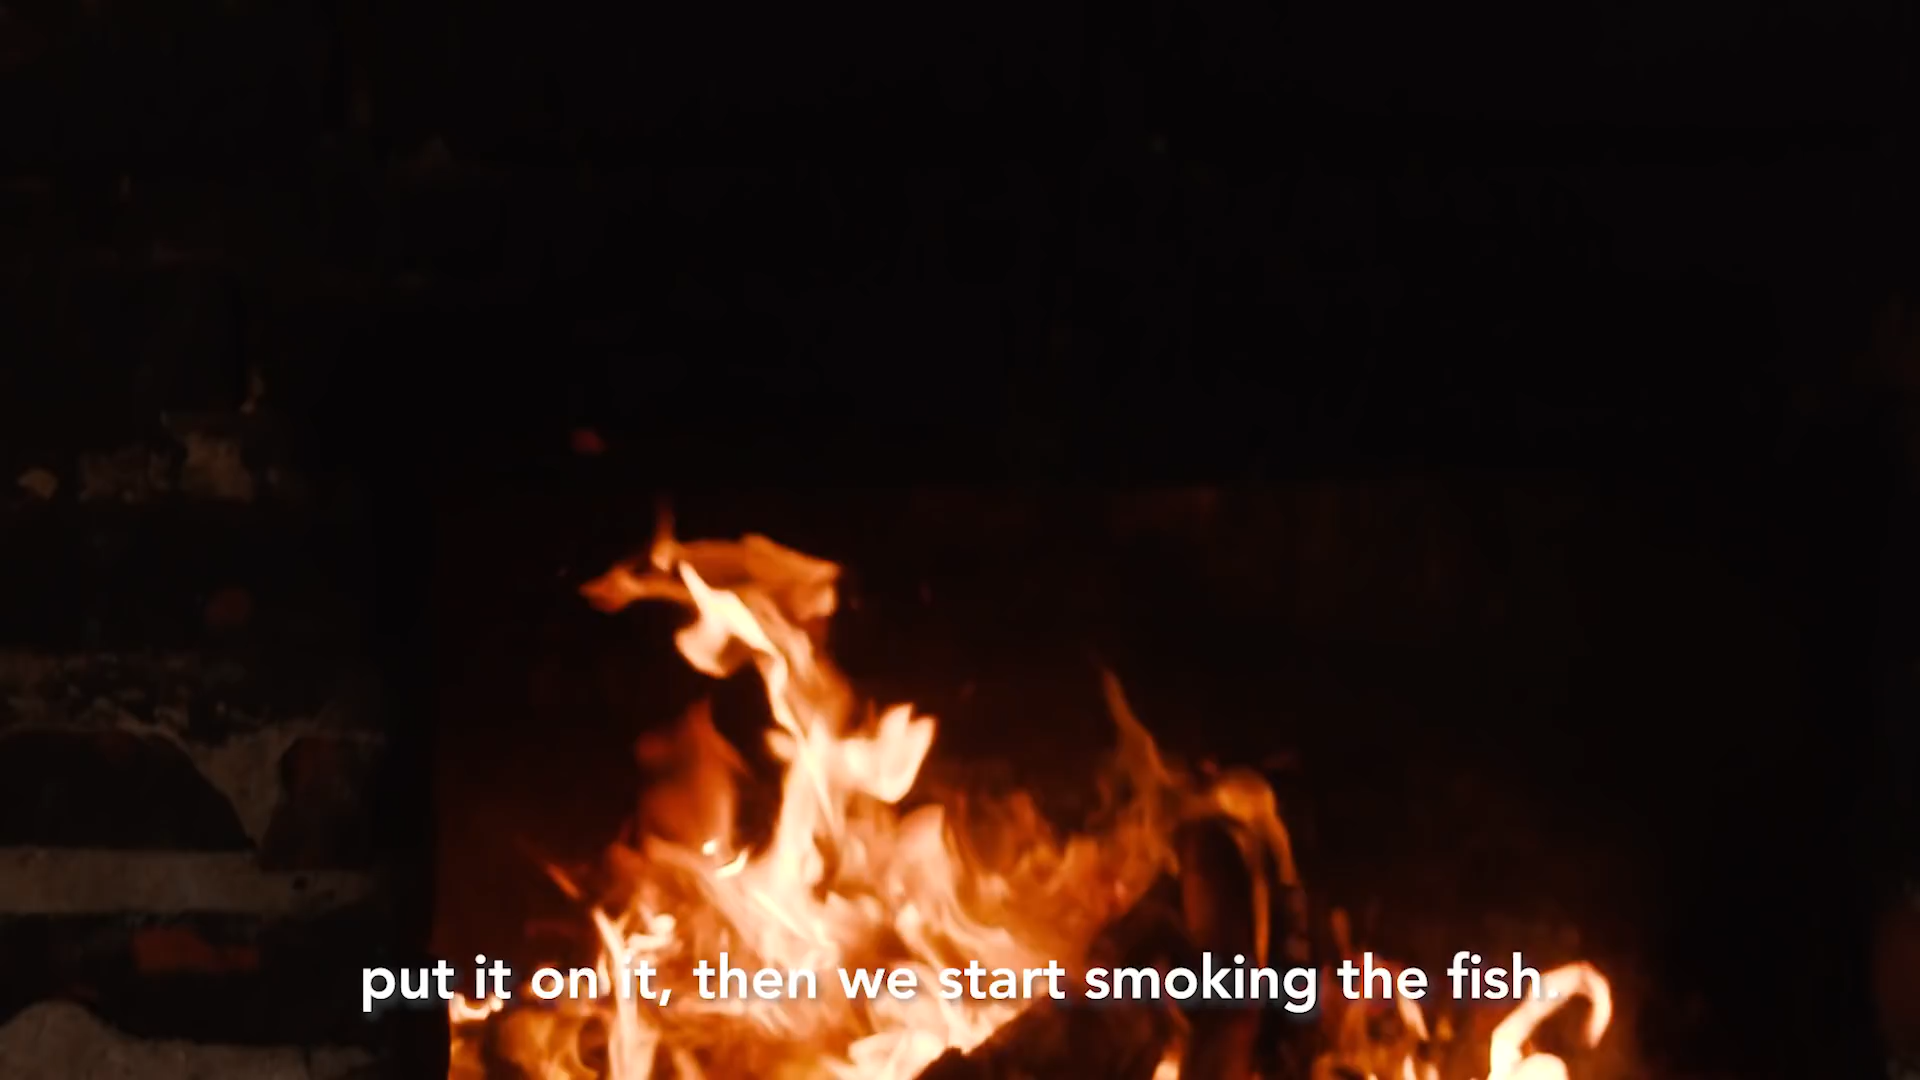 put it on it, then we start smoking the fish.